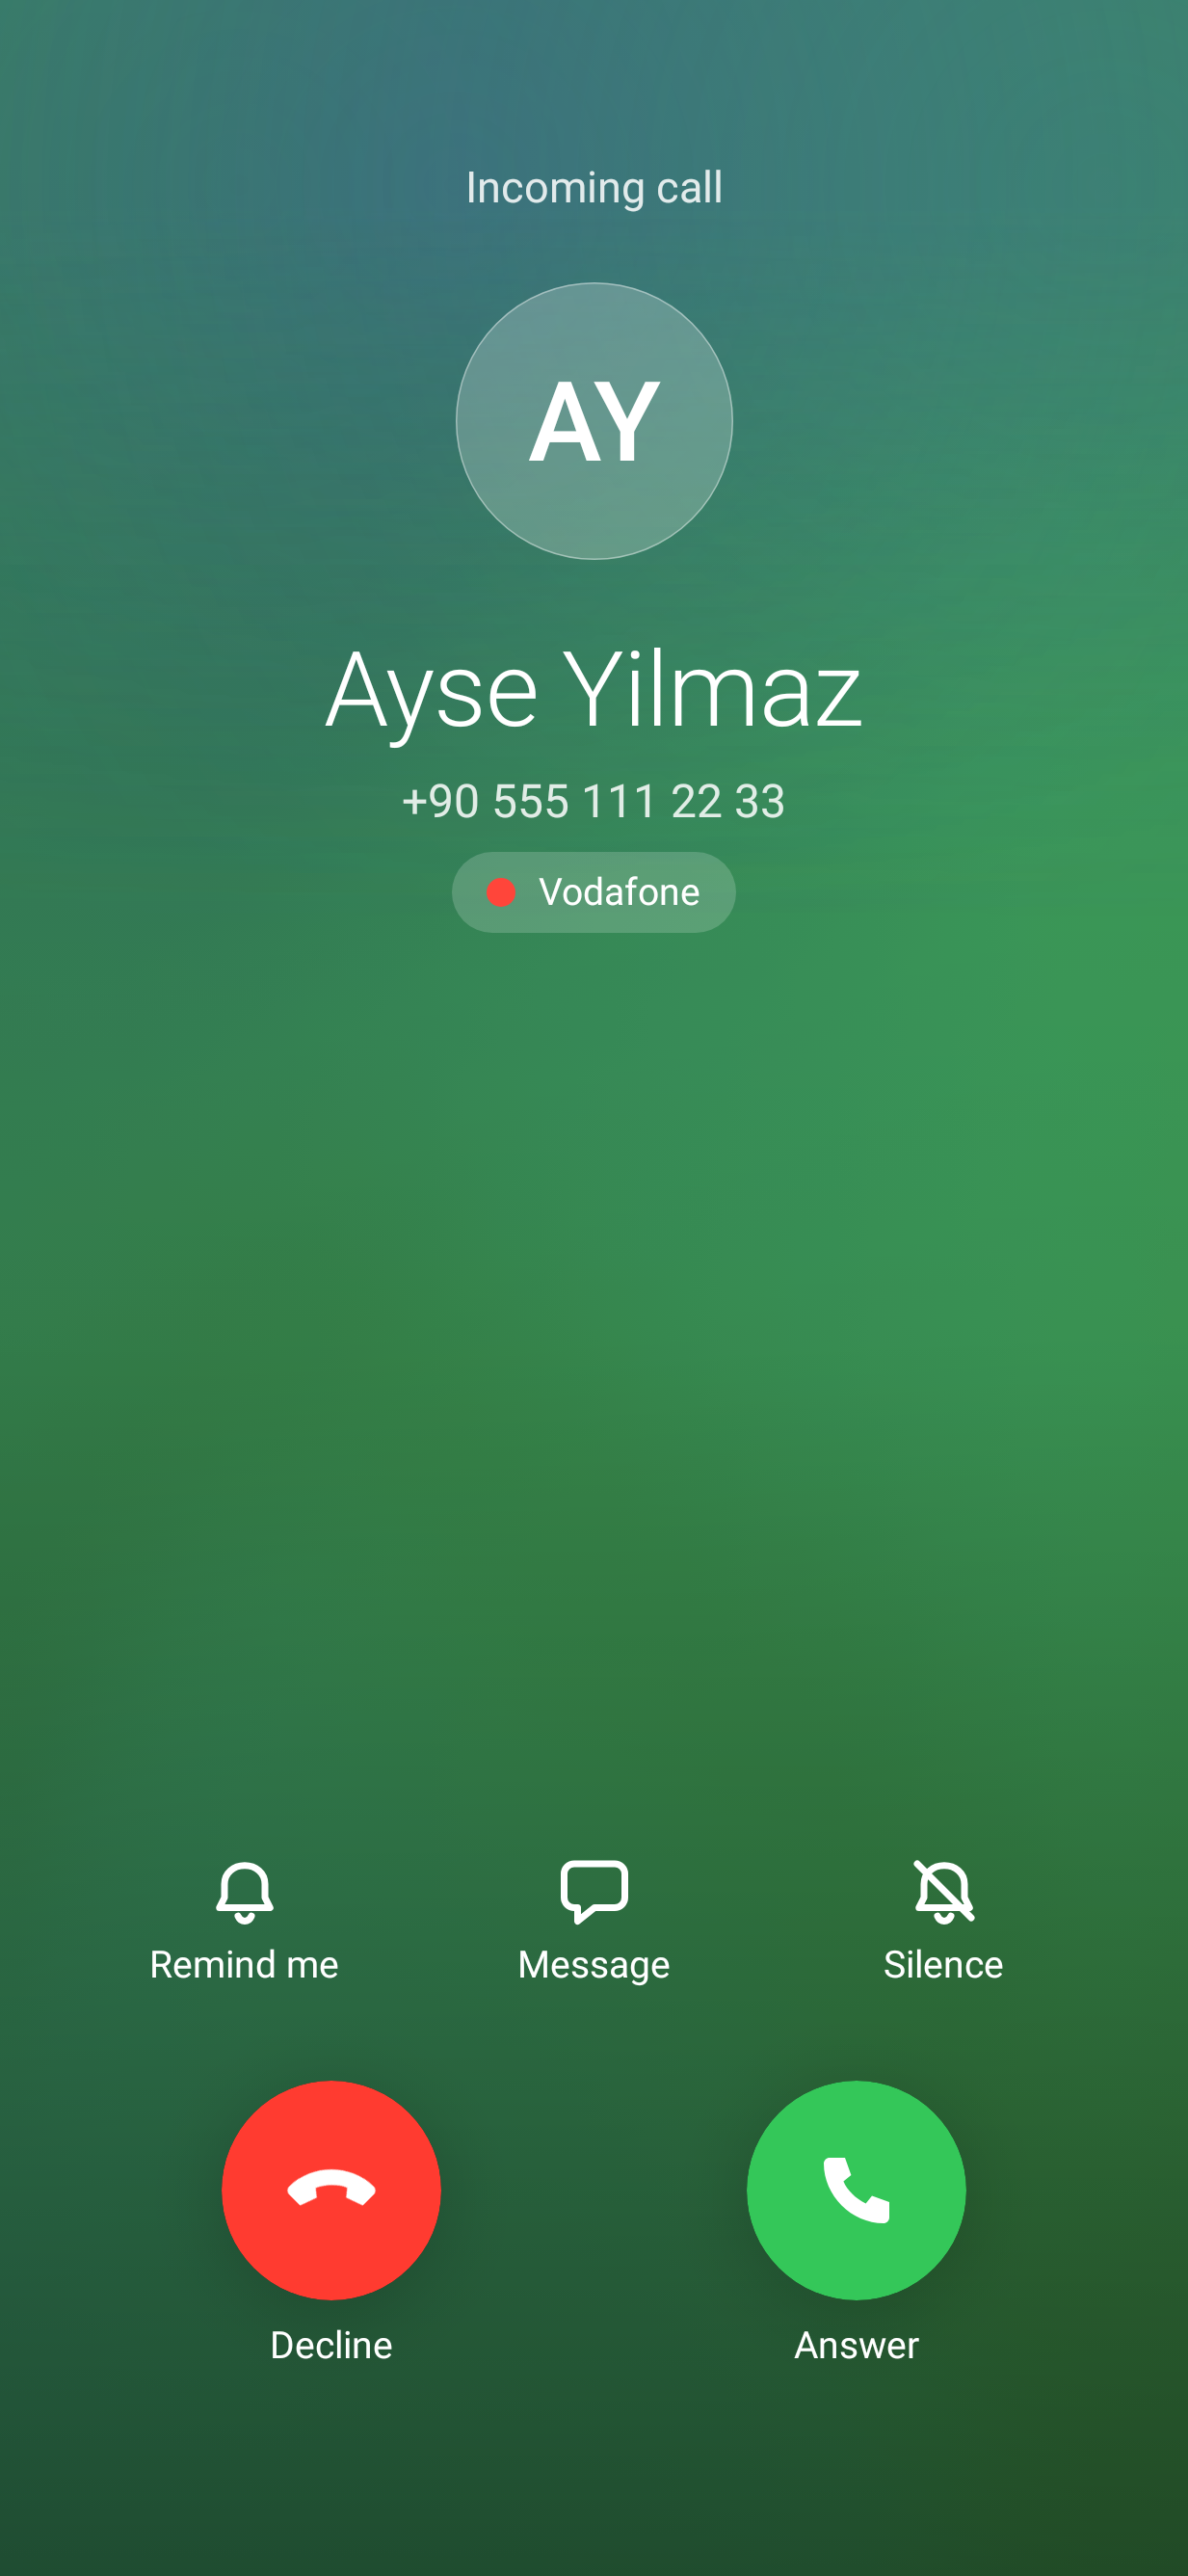 Incoming call
AY
Ayse Yilmaz
+90 555 111 22 33
Vodafone
Remind me
Message
Silence
Decline
Answer